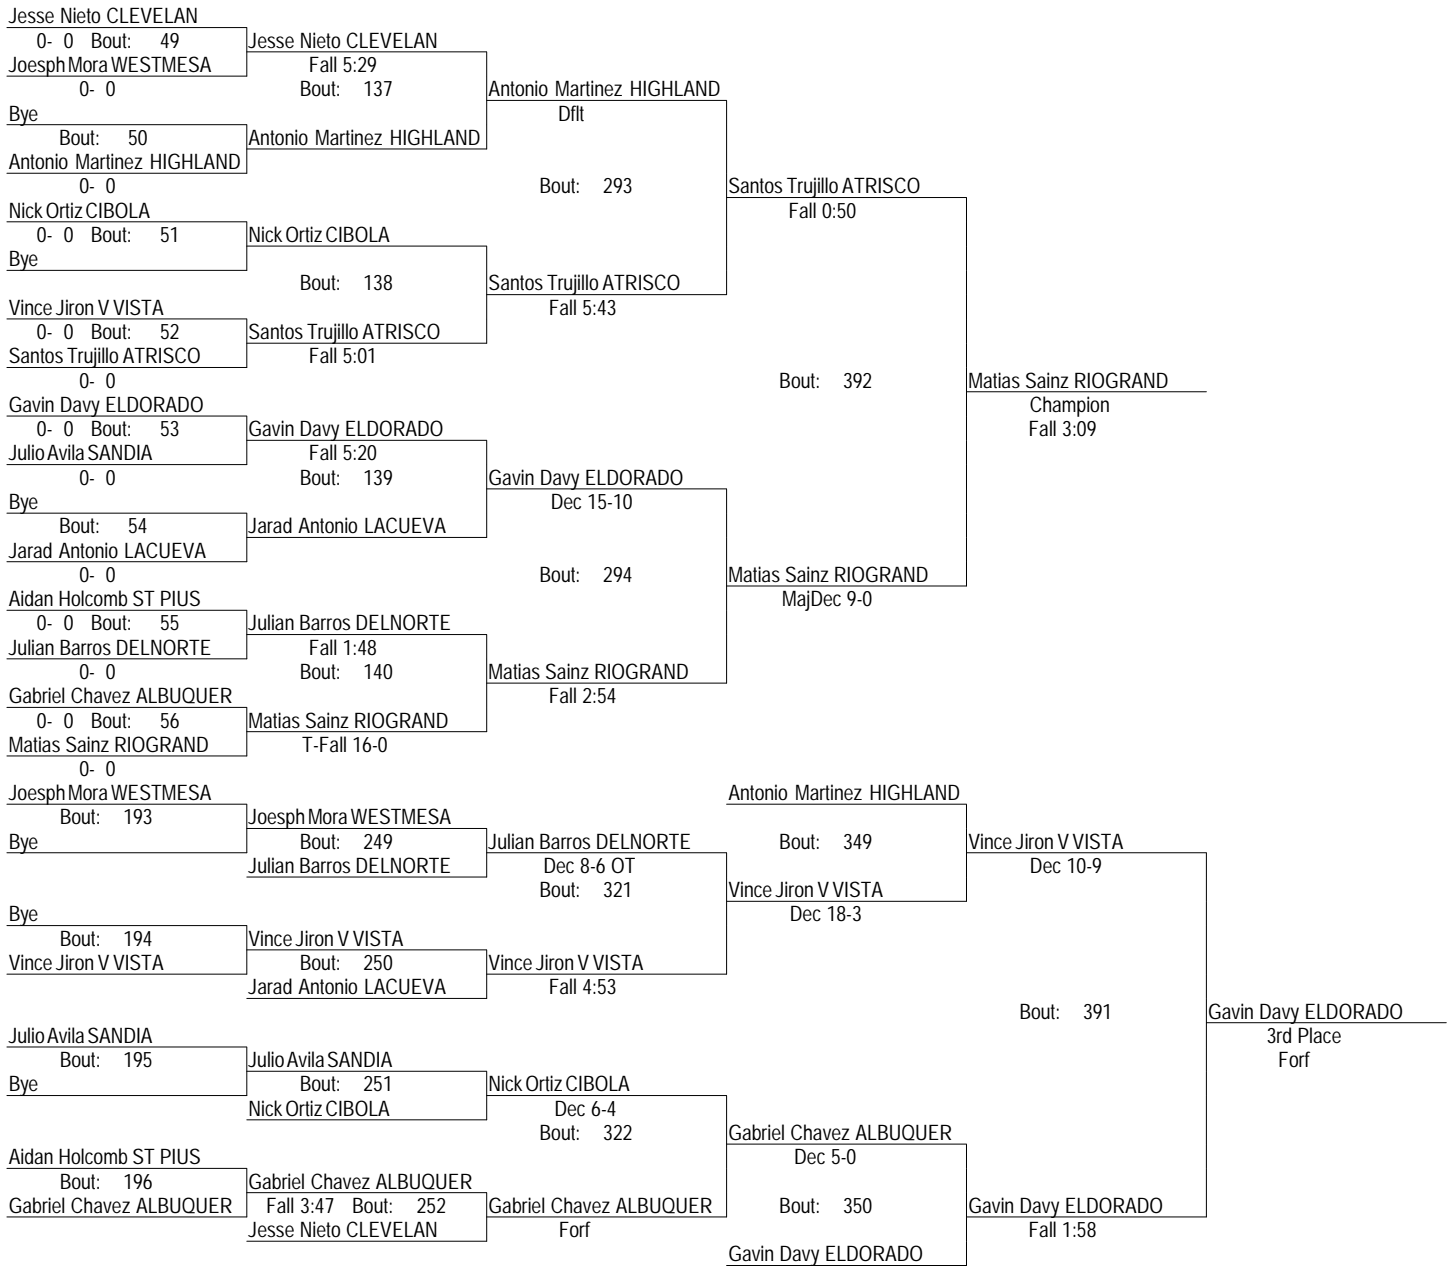 Jesse Nieto CLEVELAN
0- 0 Bout: 49 Jesse Nieto CLEVELAN
Joesph Mora WESTMESA Fall 5:29
0- 0 Bout: 137 Antonio Martinez HIGHLAND
Bye Dflt
Bout: 50 Antonio Martinez HIGHLAND
Antonio Martinez HIGHLAND
0- 0 Bout: 293 Santos Trujillo ATRISCO
Nick Ortiz CIBOLA Fall 0:50
0- 0 Bout: 51 Nick Ortiz CIBOLA
Bye
Bout: 138 Santos Trujillo ATRISCO
Vince Jiron V VISTA Fall 5:43
0- 0 Bout: 52 Santos Trujillo ATRISCO
Santos Trujillo ATRISCO Fall 5:01
0- 0 Bout: 392 Matias Sainz RIOGRAND
Gavin Davy ELDORADO Champion
0- 0 Bout: 53 Gavin Davy ELDORADO Fall 3:09
Julio Avila SANDIA Fall 5:20
0- 0 Bout: 139 Gavin Davy ELDORADO
Bye Dec 15-10
Bout: 54 Jarad Antonio LACUEVA
Jarad Antonio LACUEVA
0- 0 Bout: 294 Matias Sainz RIOGRAND
Aidan Holcomb ST PIUS MajDec 9-0
0- 0 Bout: 55 Julian Barros DELNORTE
Julian Barros DELNORTE Fall 1:48
0- 0 Bout: 140 Matias Sainz RIOGRAND
Gabriel Chavez ALBUQUER Fall 2:54
0- 0 Bout: 56 Matias Sainz RIOGRAND
Matias Sainz RIOGRAND T-Fall 16-0
0- 0
Joesph Mora WESTMESA Antonio Martinez HIGHLAND
Bout: 193 Joesph Mora WESTMESA
Bye Bout: 249 Julian Barros DELNORTE Bout: 349 Vince Jiron V VISTA
Julian Barros DELNORTE Dec 8-6 OT Dec 10-9
Bout: 321 Vince Jiron V VISTA
Bye Dec 18-3
Bout: 194 Vince Jiron V VISTA
Vince Jiron V VISTA Bout: 250 Vince Jiron V VISTA
Jarad Antonio LACUEVA Fall 4:53
Bout: 391 Gavin Davy ELDORADO
Julio Avila SANDIA 3rd Place
Bout: 195 Julio Avila SANDIA Forf
Bye Bout: 251 Nick Ortiz CIBOLA
Nick Ortiz CIBOLA Dec 6-4
Bout: 322 Gabriel Chavez ALBUQUER
Aidan Holcomb ST PIUS Dec 5-0
Bout: 196 Gabriel Chavez ALBUQUER
Gabriel Chavez ALBUQUER Fall 3:47 Bout: 252 Gabriel Chavez ALBUQUER Bout: 350 Gavin Davy ELDORADO
Jesse Nieto CLEVELAN Forf Fall 1:58
Gavin Davy ELDORADO